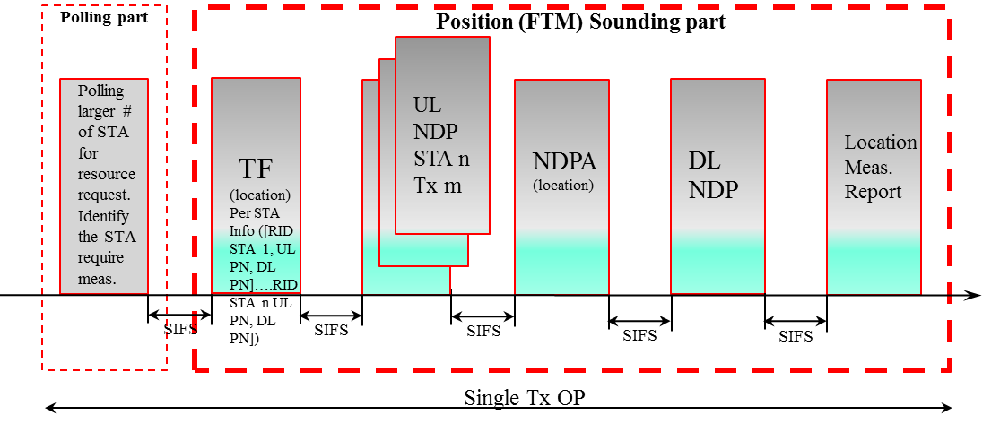 Polling part
Position (FTM) Sounding part
Polling
larger #
of STA
for
resource
request.
Identify
the STA
require
meas.
TF
(location)
Per STA
Info ([RID
STA 1, UL
PN, DL
PN]….RID
STA n UL
PN, DL
PN])
UL
NDP
STA n
Tx m
NDPA
(location)
DL
NDP
Location
Meas.
Report
SIFS
SIFS
SIFS
SIFS
SIFS
Single Tx OP